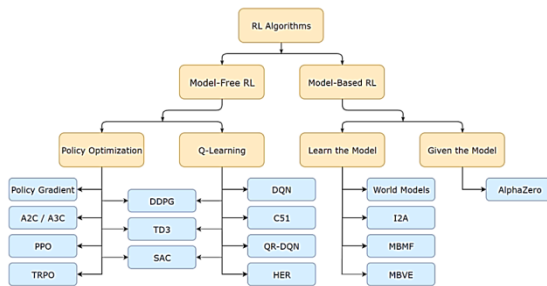 RL Algorithms
Model-Free RL
Model-Based RL
Policy Optimization
Q-Learning
Learn the Model
Given the Model
Policy Gradient
A2C / A3C
PPO
TRPO
DDPG
TD3
SAC
DQN
C51
QR-DQN
HER
World Models
I2A
MBMF
MBVE
AlphaZero